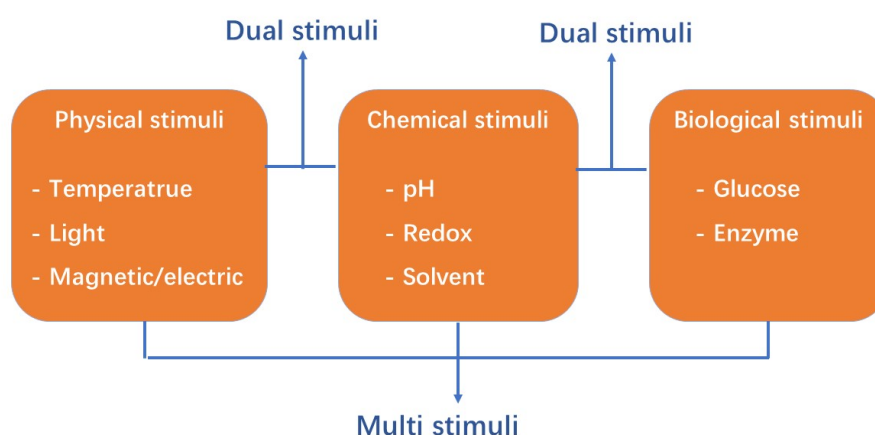 Dual stimuli
Dual stimuli
Physical stimuli
- Temperatrue
- Light
- Magnetic/electric
Chemical stimuli
- pH
- Redox
- Solvent
Biological stimuli
- Glucose
- Enzyme
Multi stimuli